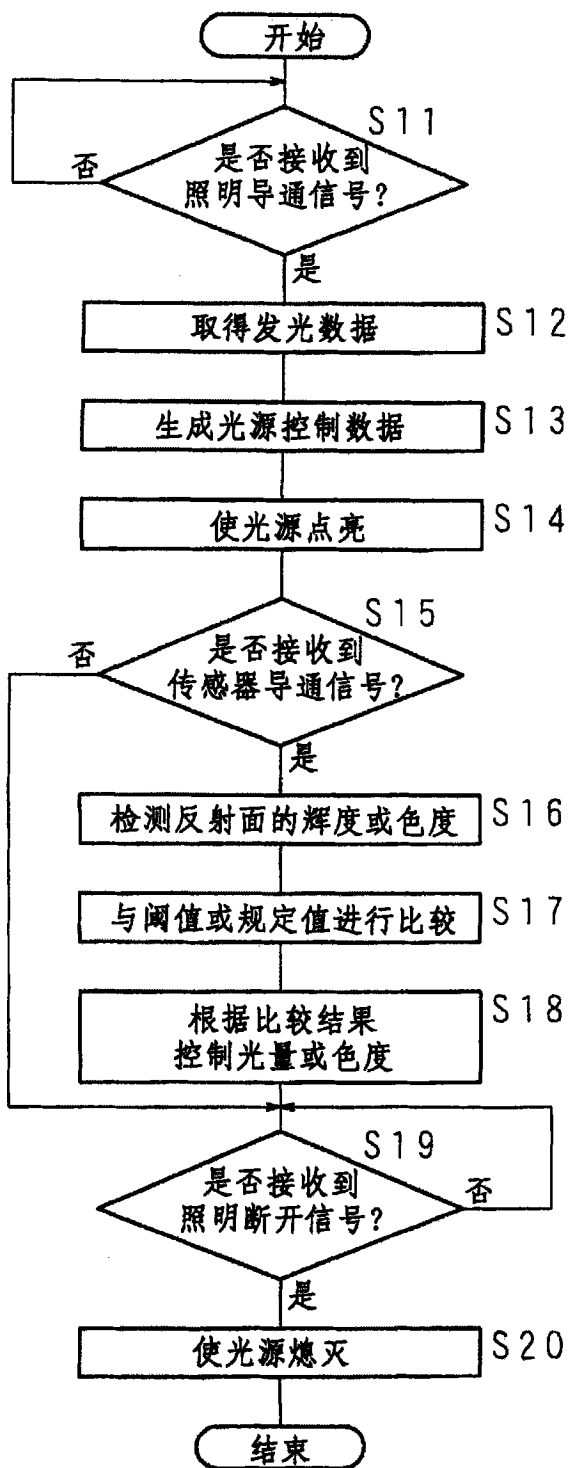 开始
S11
是否接收到
否
照明导通信号?
是
取得发光数据
S12
生成光源控制数据
S13
使光源点亮
S14
S15
是否接收到
否
传感器导通信号?
是
检测反射面的辉度或色度
S16
与阈值或规定值进行比较
S17
根据比较结果
S18
控制光量或色度
S19
是否接收到
否
照明断开信号?
是
使光源熄灭
S20
结束